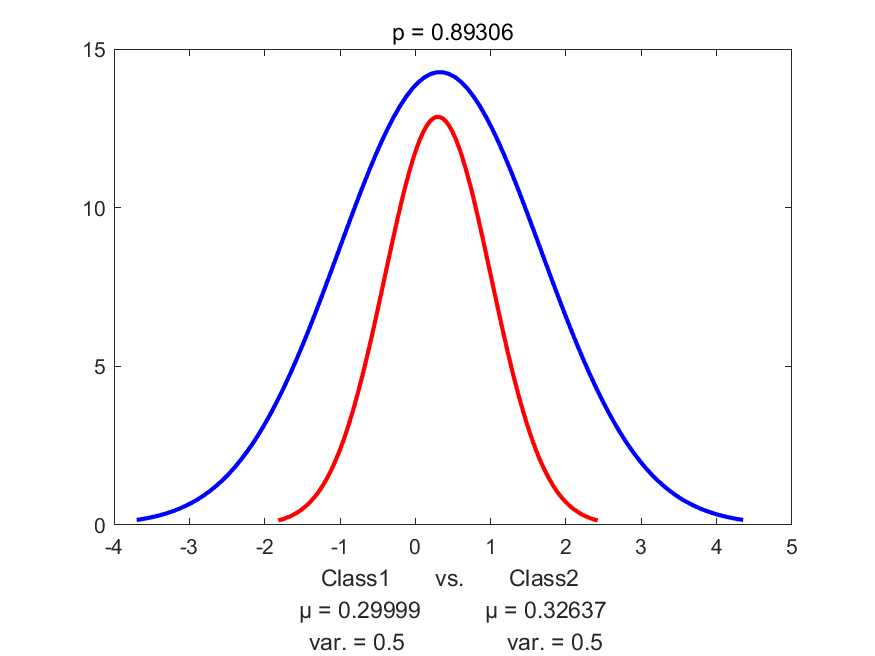 p = 0.89306
15
10
5
0
-4 -3 -2 -1 0 1 2 3 4 5
Class1 vs. Class2
μ = 0.29999 μ = 0.32637
var. = 0.5 var. = 0.5